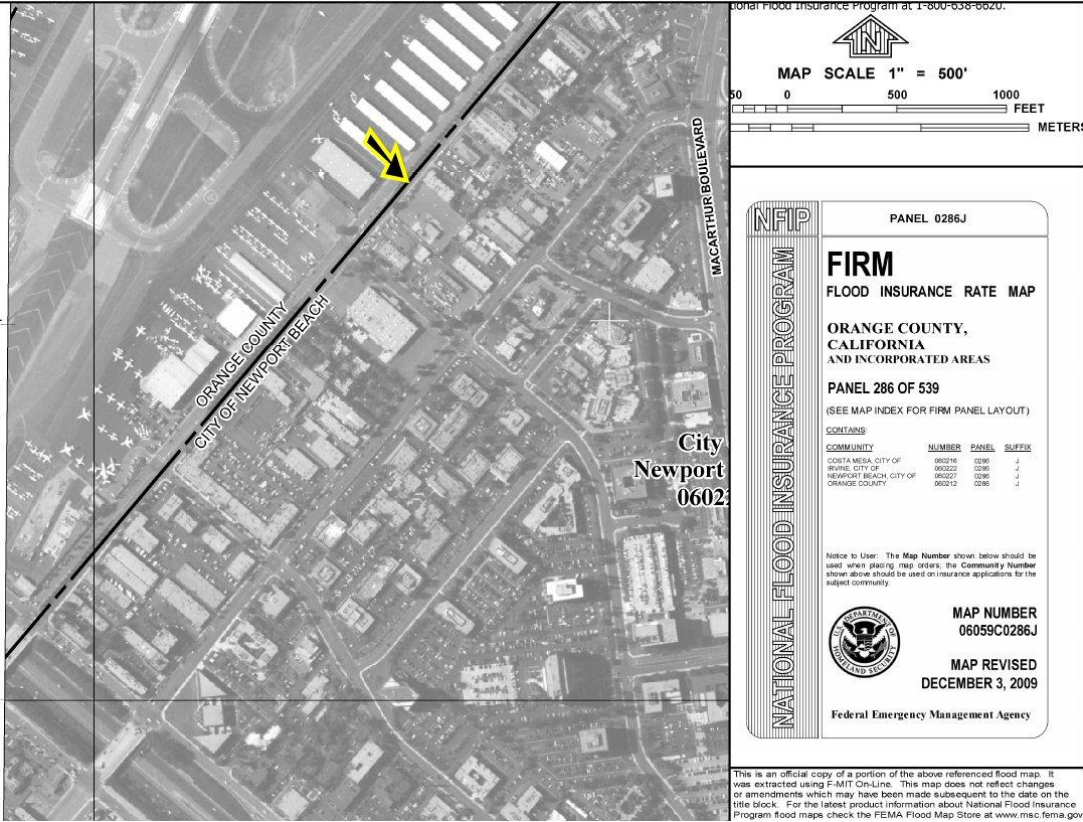 ional Flood Insurance Program at 1-800-638-6620.
N
MAP SCALE 1" = 500'
50 0 500 1000
FEET
METERS
MACARTHUR BOULEVARD
ORANGE COUNTY
CITY OF NEWPORT BEACH
City
Newport
0602
NFIP
NATIONAL FLOOD INSURANCE PROGRAM
PANEL 0286J
FIRM
FLOOD INSURANCE RATE MAP
ORANGE COUNTY,
CALIFORNIA
AND INCORPORATED AREAS
PANEL 286 OF 539
(SEE MAP INDEX FOR FIRM PANEL LAYOUT)
CONTAINS:
COMMUNITY NUMBER PANEL SUFFIX
COSTA MESA, CITY OF 060216 0286 J
IRVINE, CITY OF 060222 0286 J
NEWPORT BEACH, CITY OF 060227 0286 J
ORANGE COUNTY 060212 0286 J
Notice to User: The Map Number shown below should be
used when placing map orders; the Community Number
shown above should be used on insurance applications for the
subject community.
U.S. DEPARTMENT OF
HOMELAND SECURITY
MAP NUMBER
06059C0286J
MAP REVISED
DECEMBER 3, 2009
Federal Emergency Management Agency
This is an official copy of a portion of the above referenced flood map. It
was extracted using F-MIT On-Line. This map does not reflect changes
or amendments which may have been made subsequent to the date on the
title block. For the latest product information about National Flood Insurance
Program flood maps check the FEMA Flood Map Store at www.msc.fema.gov